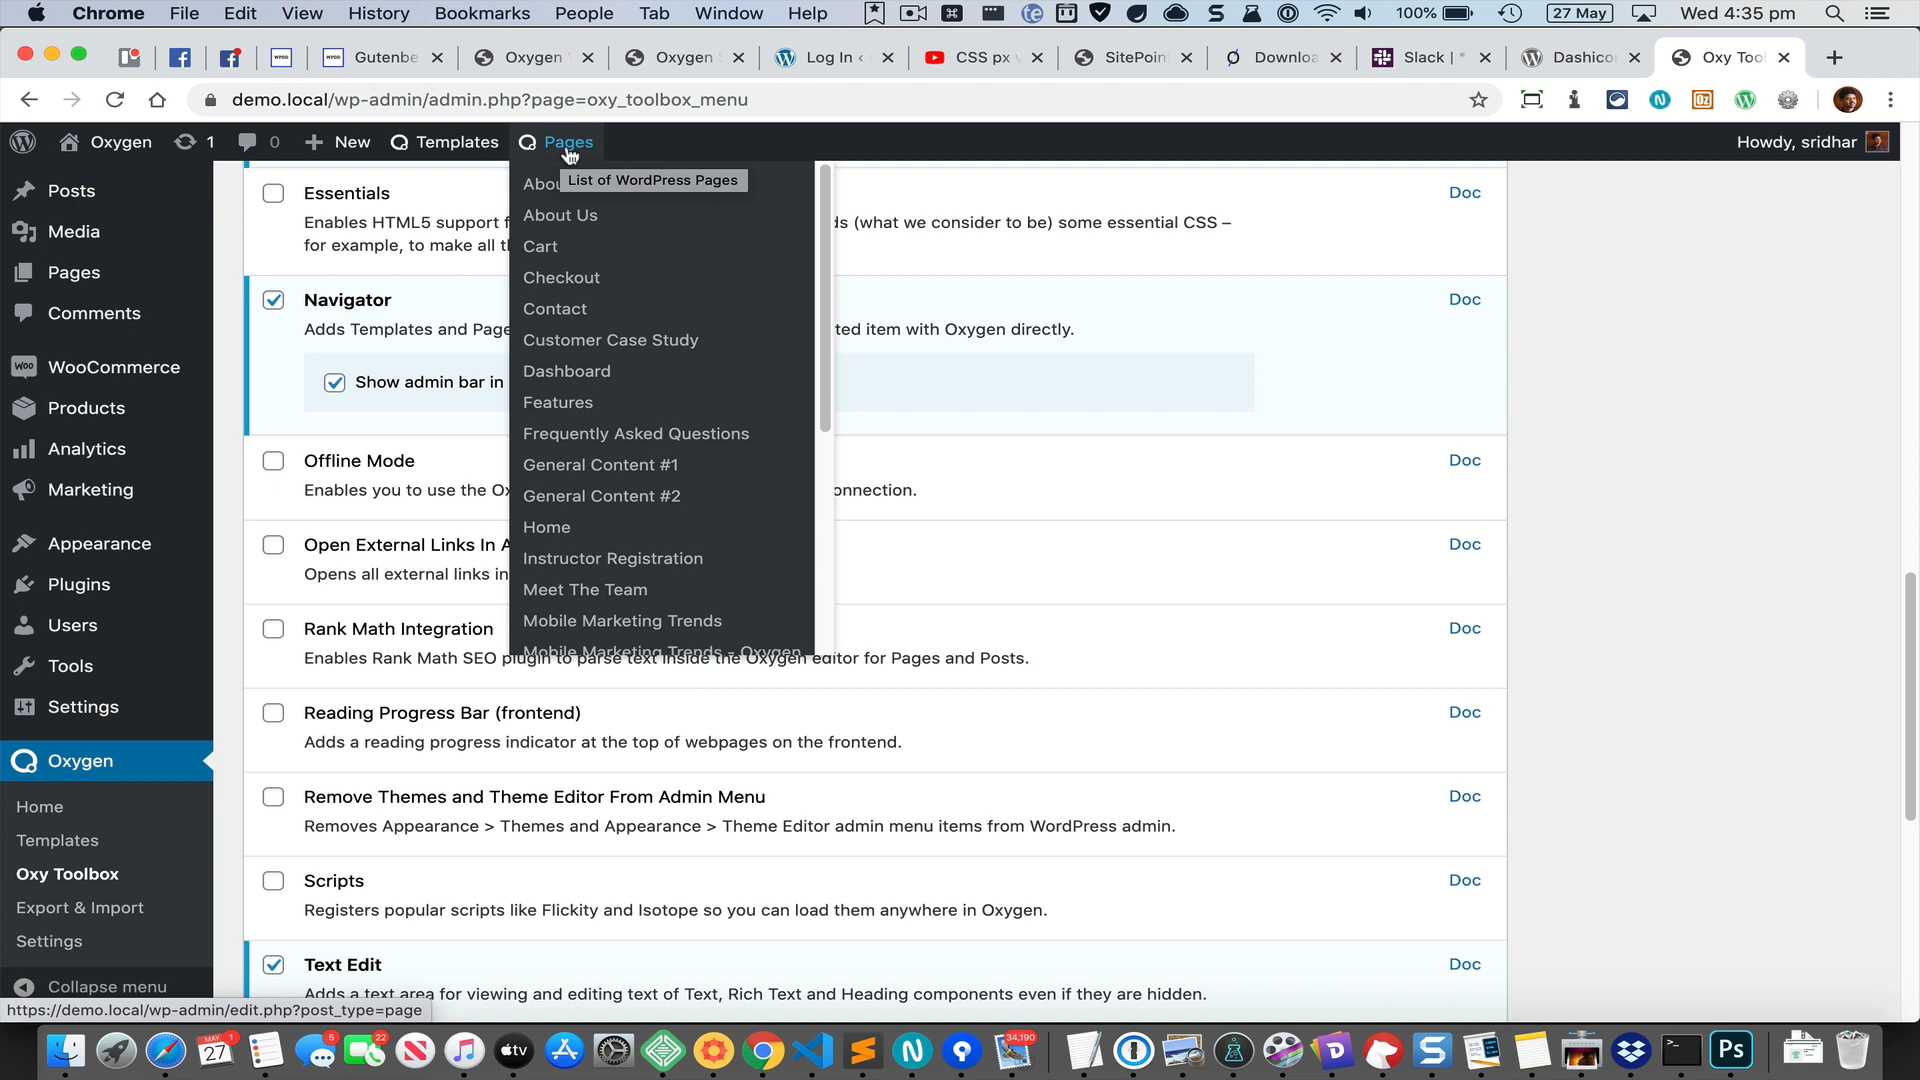 Chrome File Edit View History Bookmarks People Tab Window Help 100% 27 May Wed 4:35 pm
Gutenbe Oxygen Oxygen Log In ‹ CSS px v SitePoin Downloa Slack | * Dashico Oxy Too
demo.local/wp-admin/admin.php?page=oxy_toolbox_menu
Oxygen 1 0 New Templates Pages Howdy, sridhar
List of WordPress Pages
Abou
About Us
Cart
Checkout
Contact
Customer Case Study
Dashboard
Features
Frequently Asked Questions
General Content #1
General Content #2
Home
Instructor Registration
Meet The Team
Mobile Marketing Trends
Mobile Marketing Trends - Oxygen
Posts
Media
Pages
Comments
WooCommerce
Products
Analytics
Marketing
Appearance
Plugins
Users
Tools
Settings
Oxygen
Home
Templates
Oxy Toolbox
Export & Import
Settings
Collapse menu
Essentials Doc
Enables HTML5 support f ds (what we consider to be) some essential CSS –
for example, to make all th
Navigator Doc
Adds Templates and Page ted item with Oxygen directly.
Show admin bar in
Offline Mode Doc
Enables you to use the Ox onnection.
Open External Links In A Doc
Opens all external links in
Rank Math Integration Doc
Enables Rank Math SEO plugin to parse text inside the Oxygen editor for Pages and Posts.
Reading Progress Bar (frontend) Doc
Adds a reading progress indicator at the top of webpages on the frontend.
Remove Themes and Theme Editor From Admin Menu Doc
Removes Appearance > Themes and Appearance > Theme Editor admin menu items from WordPress admin.
Scripts Doc
Registers popular scripts like Flickity and Isotope so you can load them anywhere in Oxygen.
Text Edit Doc
Adds a text area for viewing and editing text of Text, Rich Text and Heading components even if they are hidden.
https://demo.local/wp-admin/edit.php?post_type=page
MAY 27 1 5 22 tv 34,190 Ps